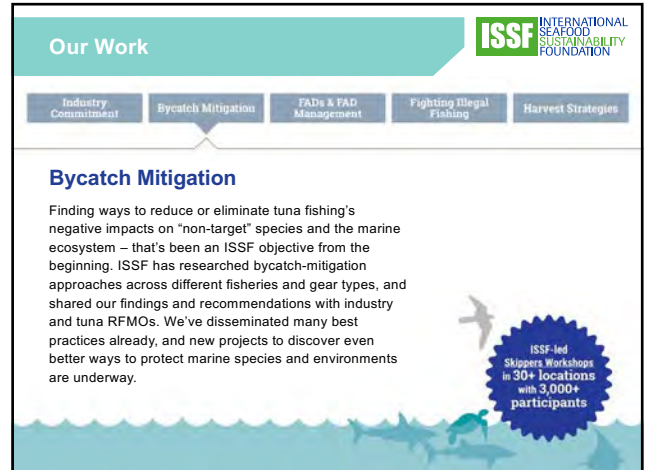 Our Work
ISSF
INTERNATIONAL
SEAFOOD
SUSTAINABILITY
FOUNDATION
Industry
Commitment
Bycatch Mitigation
FADs & FAD
Management
Fighting Illegal
Fishing
Harvest Strategies
Bycatch Mitigation
Finding ways to reduce or eliminate tuna fishing's
negative impacts on "non-target" species and the marine
ecosystem – that's been an ISSF objective from the
beginning. ISSF has researched bycatch-mitigation
approaches across different fisheries and gear types, and
shared our findings and recommendations with industry
and tuna RFMOs. We've disseminated many best
practices already, and new projects to discover even
better ways to protect marine species and environments
are underway.
ISSF-led
Skippers Workshops
in 30+ locations
with 3,000+
participants